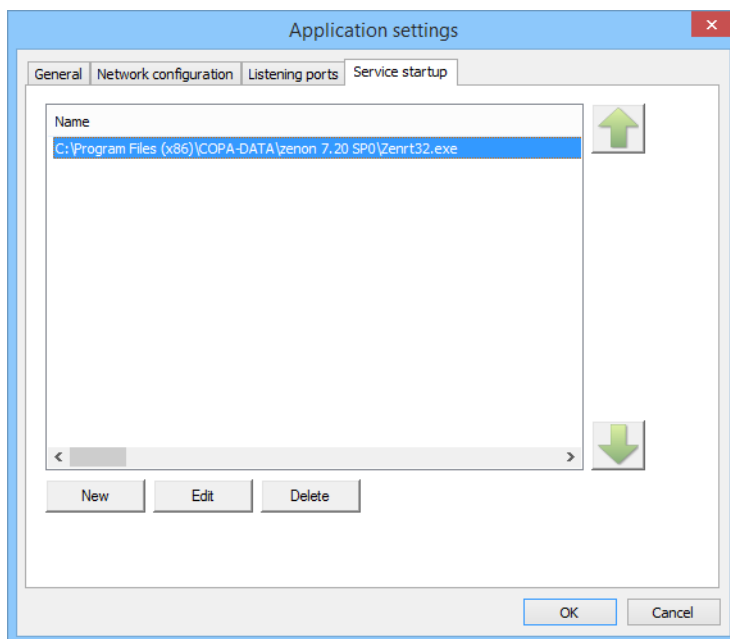 Application settings
General Network configuration Listening ports Service startup
Name
C:\Program Files (x86)\COPA-DATA\zenon 7.20 SP0\Zenrt32.exe
New Edit Delete
OK Cancel